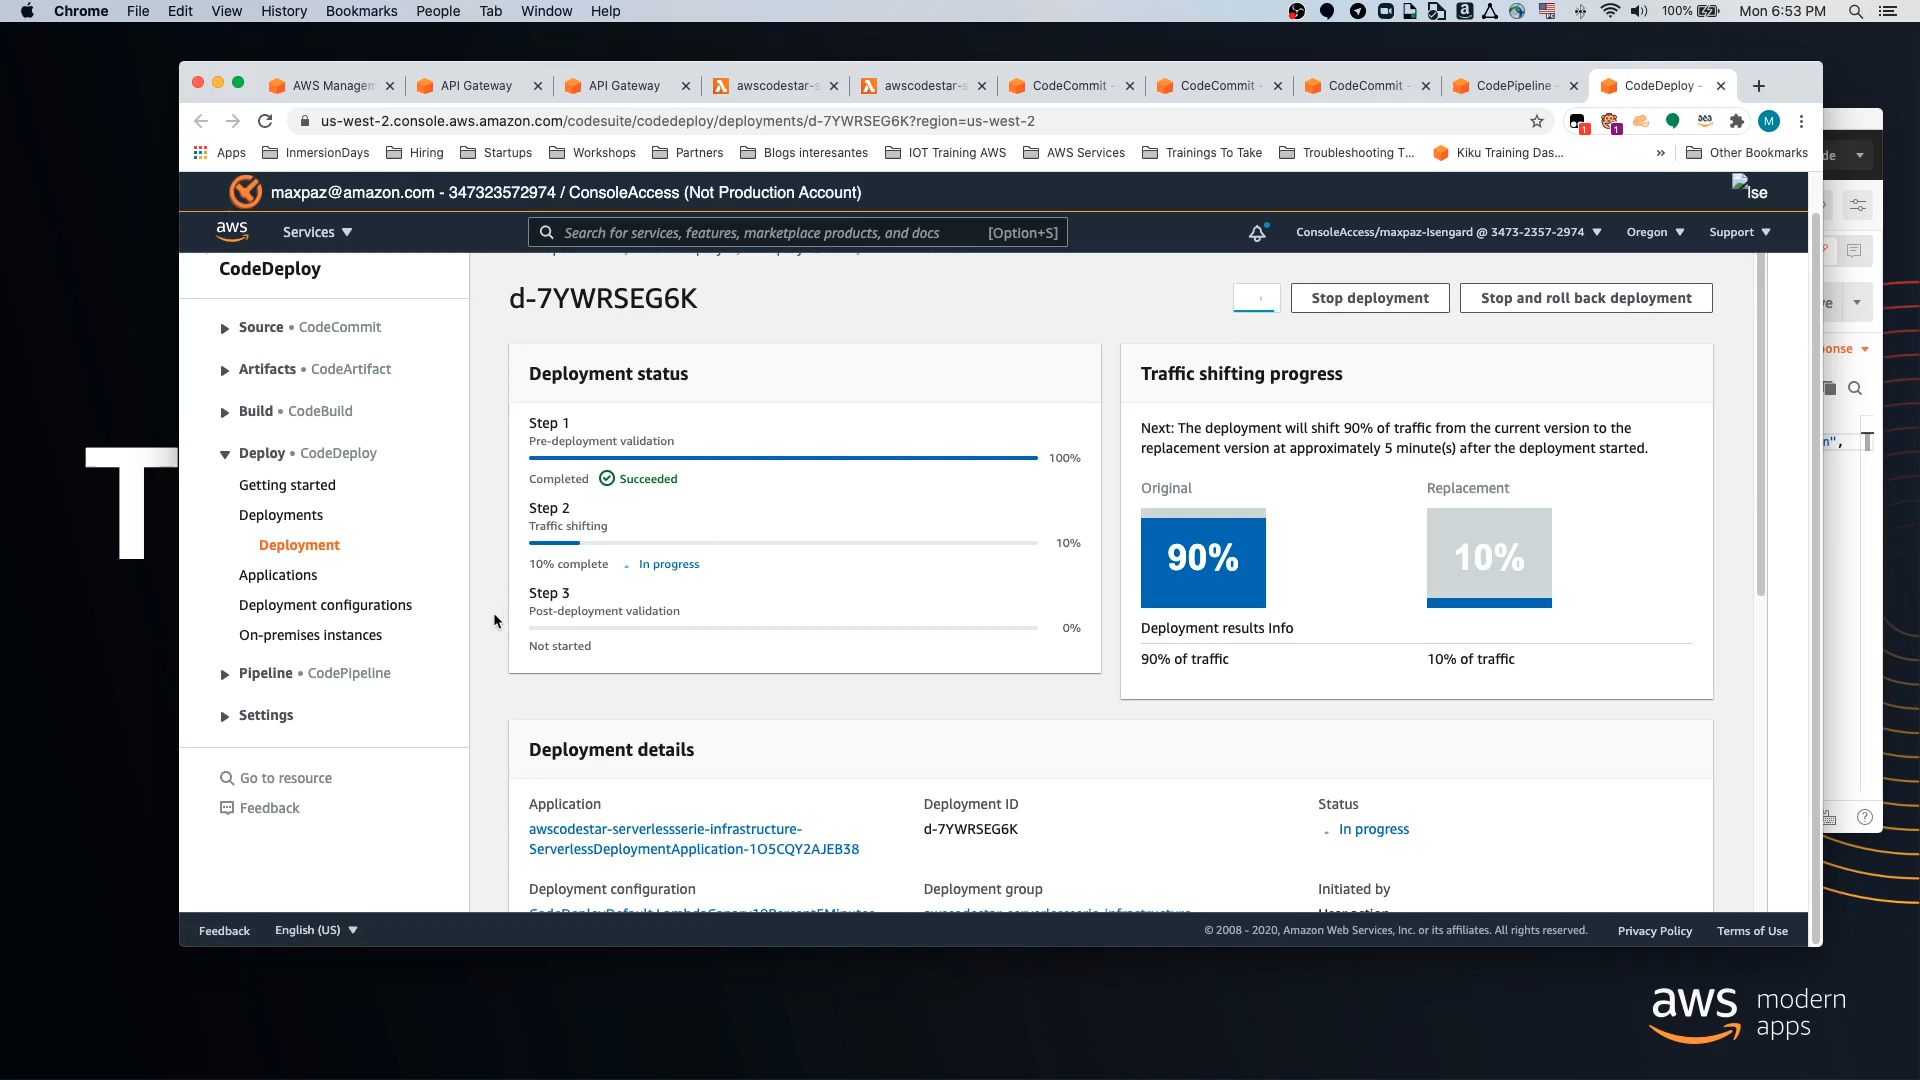 Chrome File Edit View History Bookmarks People Tab Window Help 100% Mon 6:53 PM
AWS Managem API Gateway API Gateway awscodestar-s awscodestar-s CodeCommit - CodeCommit - CodeCommit - CodePipeline - CodeDeploy -
us-west-2.console.aws.amazon.com/codesuite/codedeploy/deployments/d-7YWRSEG6K?region=us-west-2
Apps InmersionDays Hiring Startups Workshops Partners Blogs interesantes IOT Training AWS AWS Services Trainings To Take Troubleshooting T... Kiku Training Das... » Other Bookmarks
maxpaz@amazon.com - 347323572974 / ConsoleAccess (Not Production Account)
Ise
aws Services Search for services, features, marketplace products, and docs [Option+S] ConsoleAccess/maxpaz-Isengard @ 3473-2357-2974 Oregon Support
CodeDeploy
Source • CodeCommit
Artifacts • CodeArtifact
Build • CodeBuild
Deploy • CodeDeploy
Getting started
Deployments
Deployment
Applications
Deployment configurations
On-premises instances
Pipeline • CodePipeline
Settings
Go to resource
Feedback
d-7YWRSEG6K
Stop deployment
Stop and roll back deployment
Deployment status
Step 1
Pre-deployment validation
100%
Completed Succeeded
Step 2
Traffic shifting
10%
10% complete In progress
Step 3
Post-deployment validation
0%
Not started
Traffic shifting progress
Next: The deployment will shift 90% of traffic from the current version to the
replacement version at approximately 5 minute(s) after the deployment started.
Original Replacement
90% 10%
Deployment results Info
90% of traffic 10% of traffic
Deployment details
Application Deployment ID Status
awscodestar-serverlessserie-infrastructure-
ServerlessDeploymentApplication-1O5CQY2AJEB38
d-7YWRSEG6K
In progress
Deployment configuration Deployment group Initiated by
Feedback English (US) © 2008 - 2020, Amazon Web Services, Inc. or its affiliates. All rights reserved. Privacy Policy Terms of Use
T
aws modern
apps